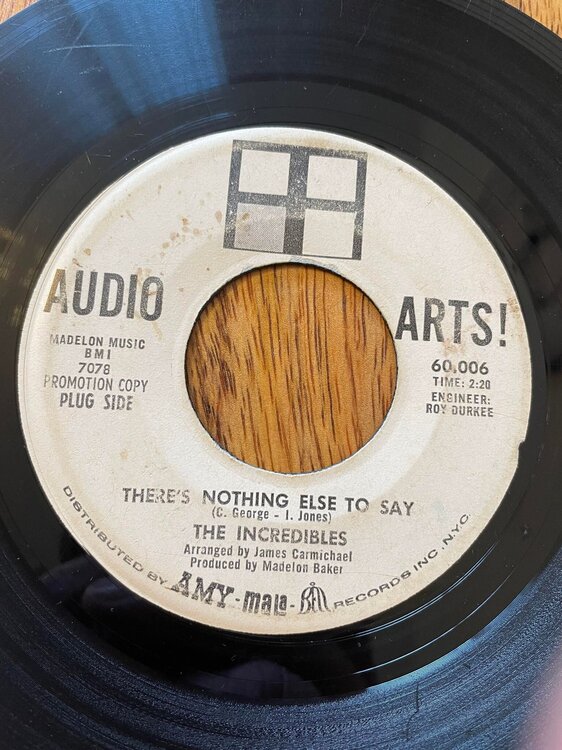 AUDIO ARTS!
MADELON MUSIC
BMI
7078
PROMOTION COPY
PLUG SIDE
60,006
TIME: 2:20
ENGINEER:
ROY DURKEE
THERE'S NOTHING ELSE TO SAY
(C. George - I. Jones)
THE INCREDIBLES
Arranged by James Carmichael
Produced by Madelon Baker
DISTRIBUTED BY AMY-mala-Bell RECORDS INC., N.Y.C.